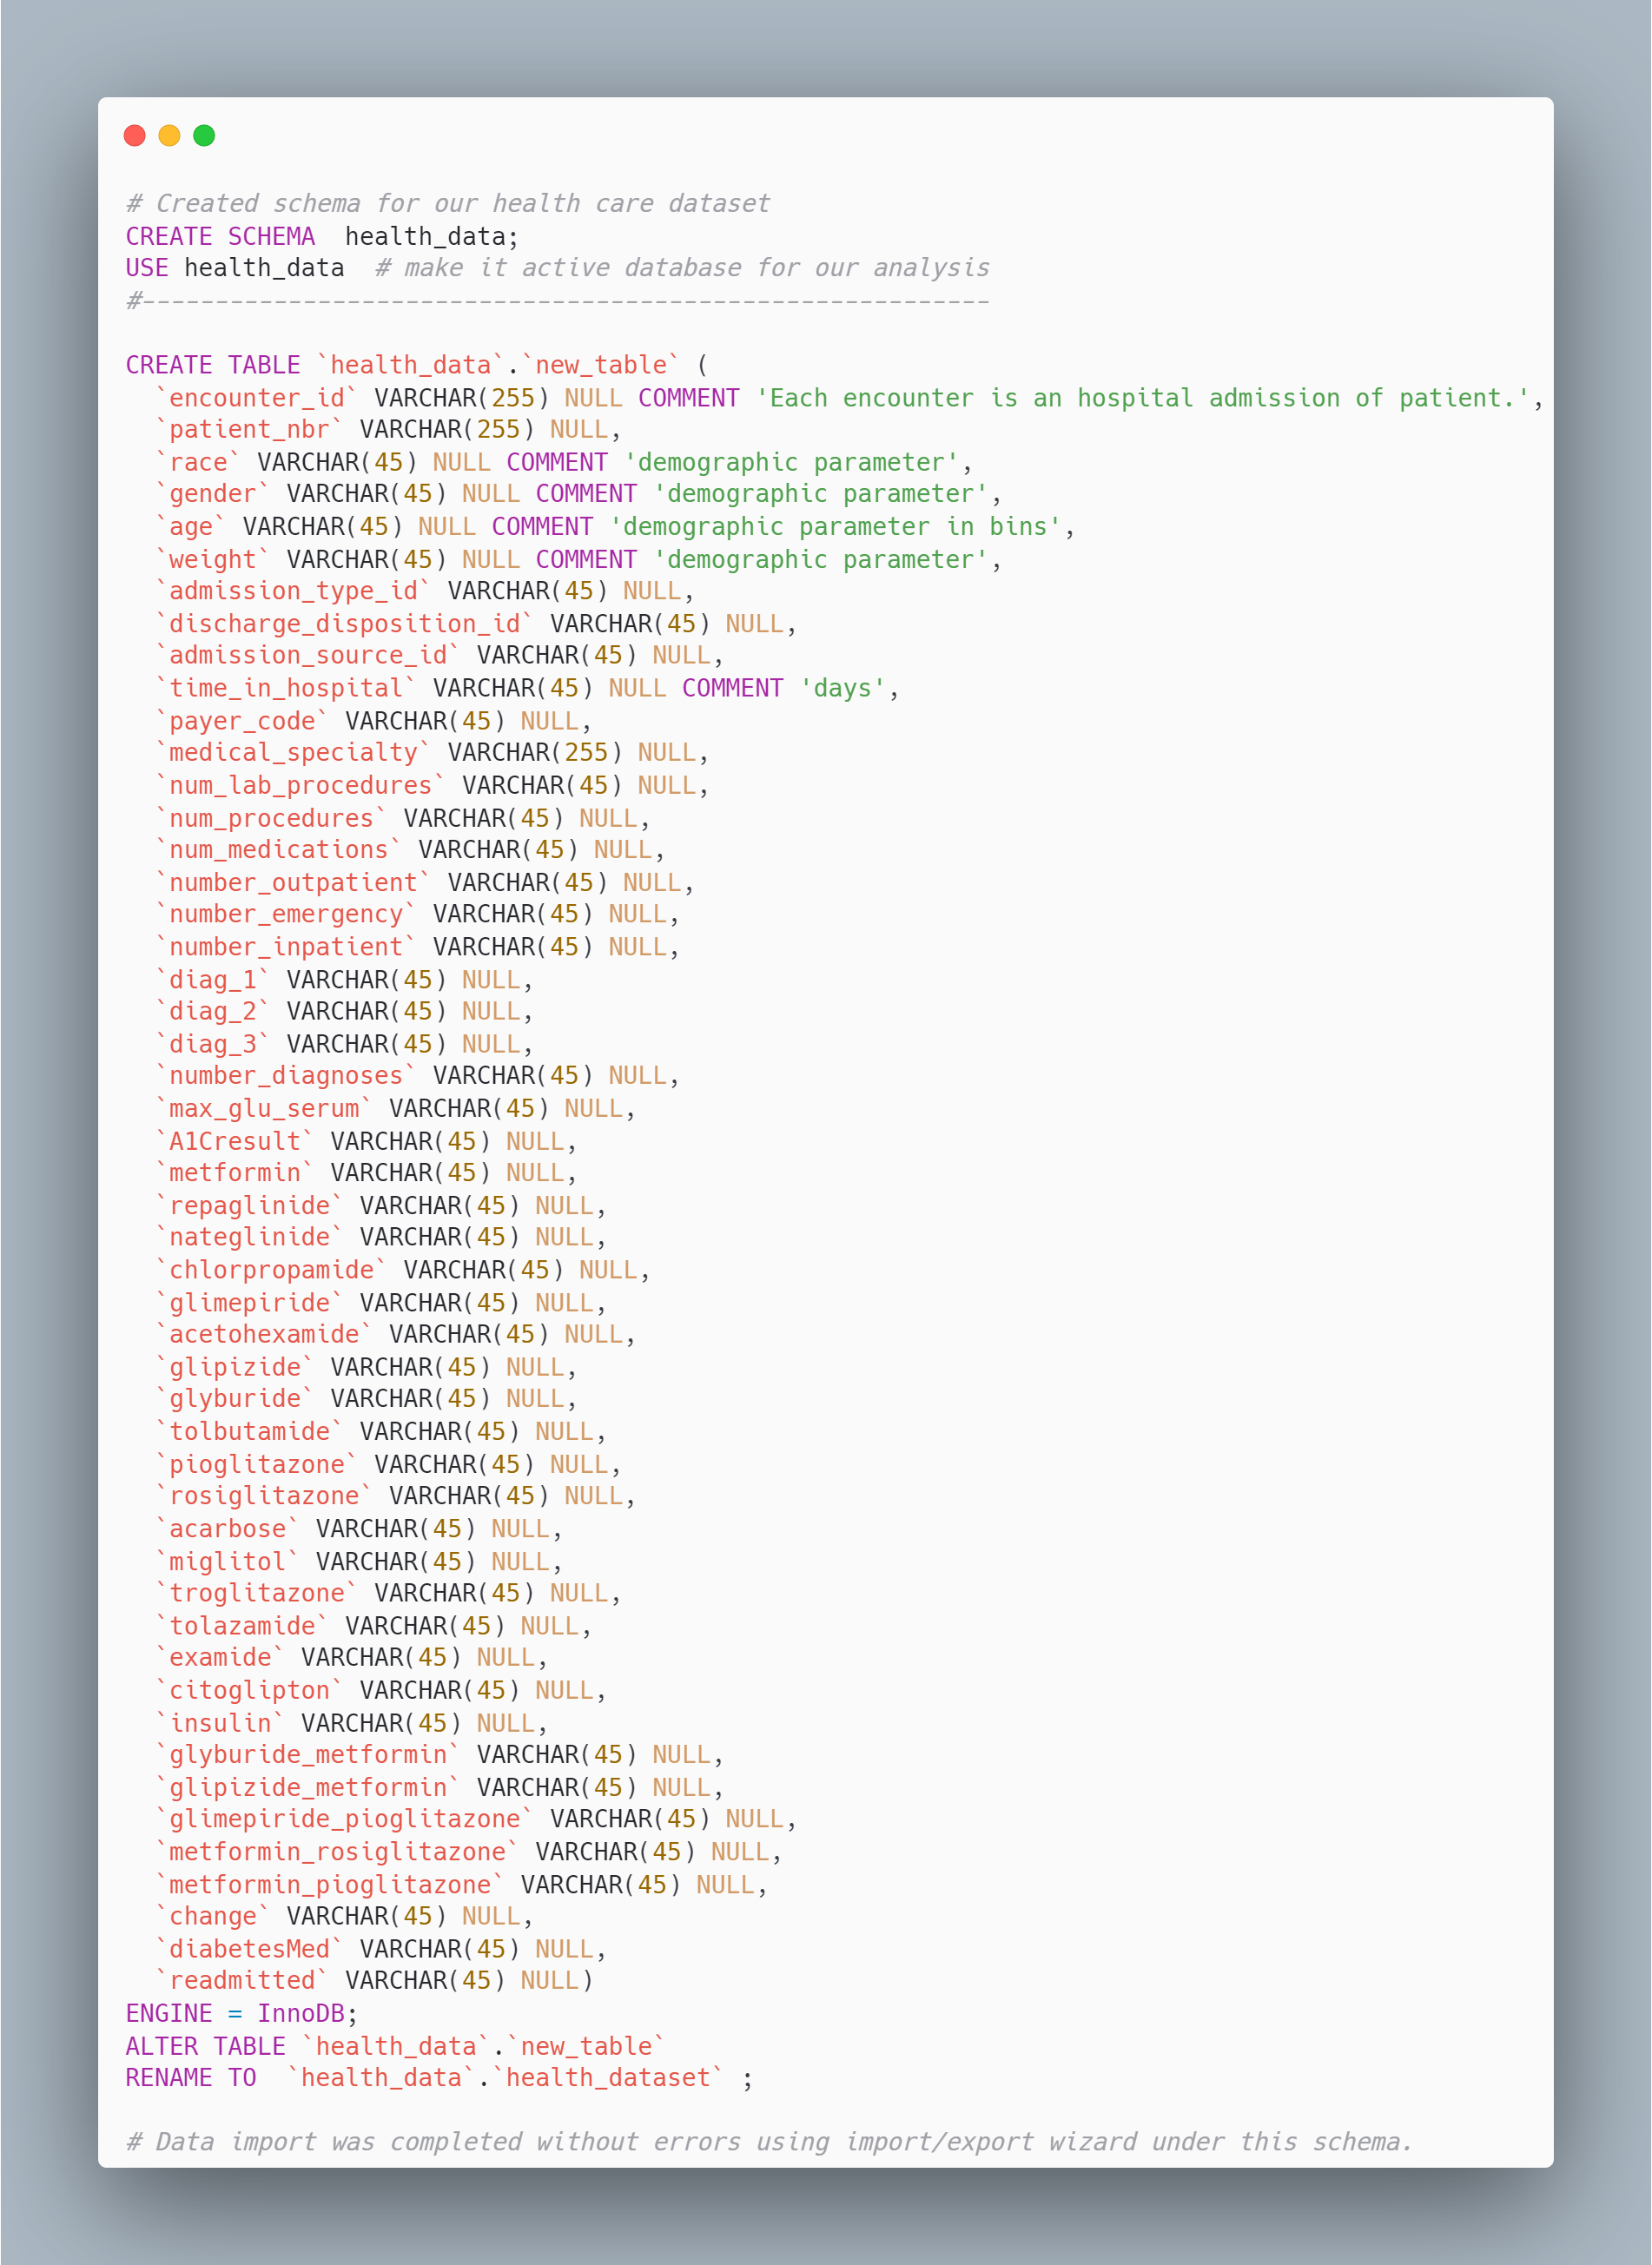 # Created schema for our health care dataset
CREATE SCHEMA  health_data;
USE health_data  # make it active database for our analysis
#----------------------------------------------------------
CREATE TABLE `health_data`.`new_table` (
  `encounter_id` VARCHAR(255) NULL COMMENT 'Each encounter is an hospital admission of patient.',
  `patient_nbr` VARCHAR(255) NULL,
  `race` VARCHAR(45) NULL COMMENT 'demographic parameter',
  `gender` VARCHAR(45) NULL COMMENT 'demographic parameter',
  `age` VARCHAR(45) NULL COMMENT 'demographic parameter in bins',
  `weight` VARCHAR(45) NULL COMMENT 'demographic parameter',
  `admission_type_id` VARCHAR(45) NULL,
  `discharge_disposition_id` VARCHAR(45) NULL,
  `admission_source_id` VARCHAR(45) NULL,
  `time_in_hospital` VARCHAR(45) NULL COMMENT 'days',
  `payer_code` VARCHAR(45) NULL,
  `medical_specialty` VARCHAR(255) NULL,
  `num_lab_procedures` VARCHAR(45) NULL,
  `num_procedures` VARCHAR(45) NULL,
  `num_medications` VARCHAR(45) NULL,
  `number_outpatient` VARCHAR(45) NULL,
  `number_emergency` VARCHAR(45) NULL,
  `number_inpatient` VARCHAR(45) NULL,
  `diag_1` VARCHAR(45) NULL,
  `diag_2` VARCHAR(45) NULL,
  `diag_3` VARCHAR(45) NULL,
  `number_diagnoses` VARCHAR(45) NULL,
  `max_glu_serum` VARCHAR(45) NULL,
  `A1Cresult` VARCHAR(45) NULL,
  `metformin` VARCHAR(45) NULL,
  `repaglinide` VARCHAR(45) NULL,
  `nateglinide` VARCHAR(45) NULL,
  `chlorpropamide` VARCHAR(45) NULL,
  `glimepiride` VARCHAR(45) NULL,
  `acetohexamide` VARCHAR(45) NULL,
  `glipizide` VARCHAR(45) NULL,
  `glyburide` VARCHAR(45) NULL,
  `tolbutamide` VARCHAR(45) NULL,
  `pioglitazone` VARCHAR(45) NULL,
  `rosiglitazone` VARCHAR(45) NULL,
  `acarbose` VARCHAR(45) NULL,
  `miglitol` VARCHAR(45) NULL,
  `troglitazone` VARCHAR(45) NULL,
  `tolazamide` VARCHAR(45) NULL,
  `examide` VARCHAR(45) NULL,
  `citoglipton` VARCHAR(45) NULL,
  `insulin` VARCHAR(45) NULL,
  `glyburide_metformin` VARCHAR(45) NULL,
  `glipizide_metformin` VARCHAR(45) NULL,
  `glimepiride_pioglitazone` VARCHAR(45) NULL,
  `metformin_rosiglitazone` VARCHAR(45) NULL,
  `metformin_pioglitazone` VARCHAR(45) NULL,
  `change` VARCHAR(45) NULL,
  `diabetesMed` VARCHAR(45) NULL,
  `readmitted` VARCHAR(45) NULL)
ENGINE = InnoDB;
ALTER TABLE `health_data`.`new_table`
RENAME TO  `health_data`.`health_dataset` ;
# Data import was completed without errors using import/export wizard under this schema.